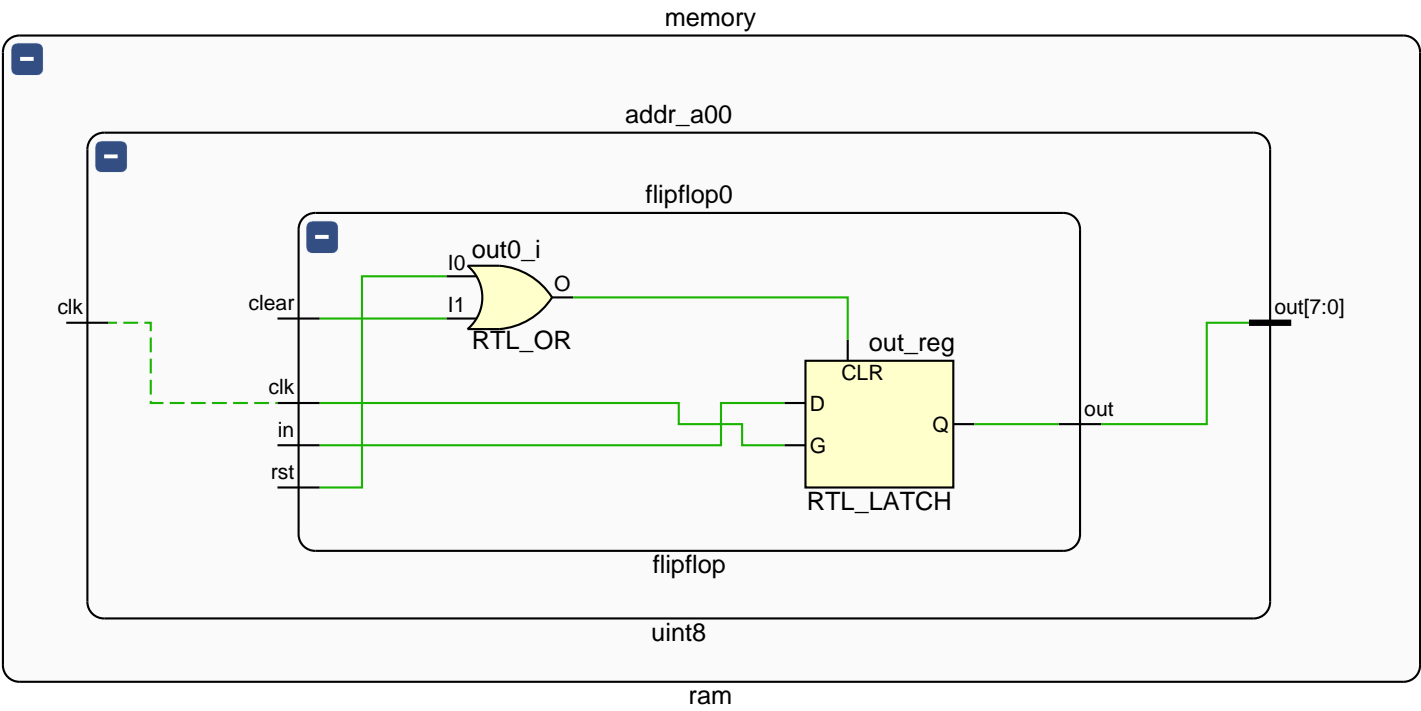 memory
addr_a00
flipflop0
out0_i
I0
O
clear
I1
clk
out[7:0]
RTL_OR
out_reg
CLR
clk
D
out
in
G
Q
rst
RTL_LATCH
flipflop
uint8
ram